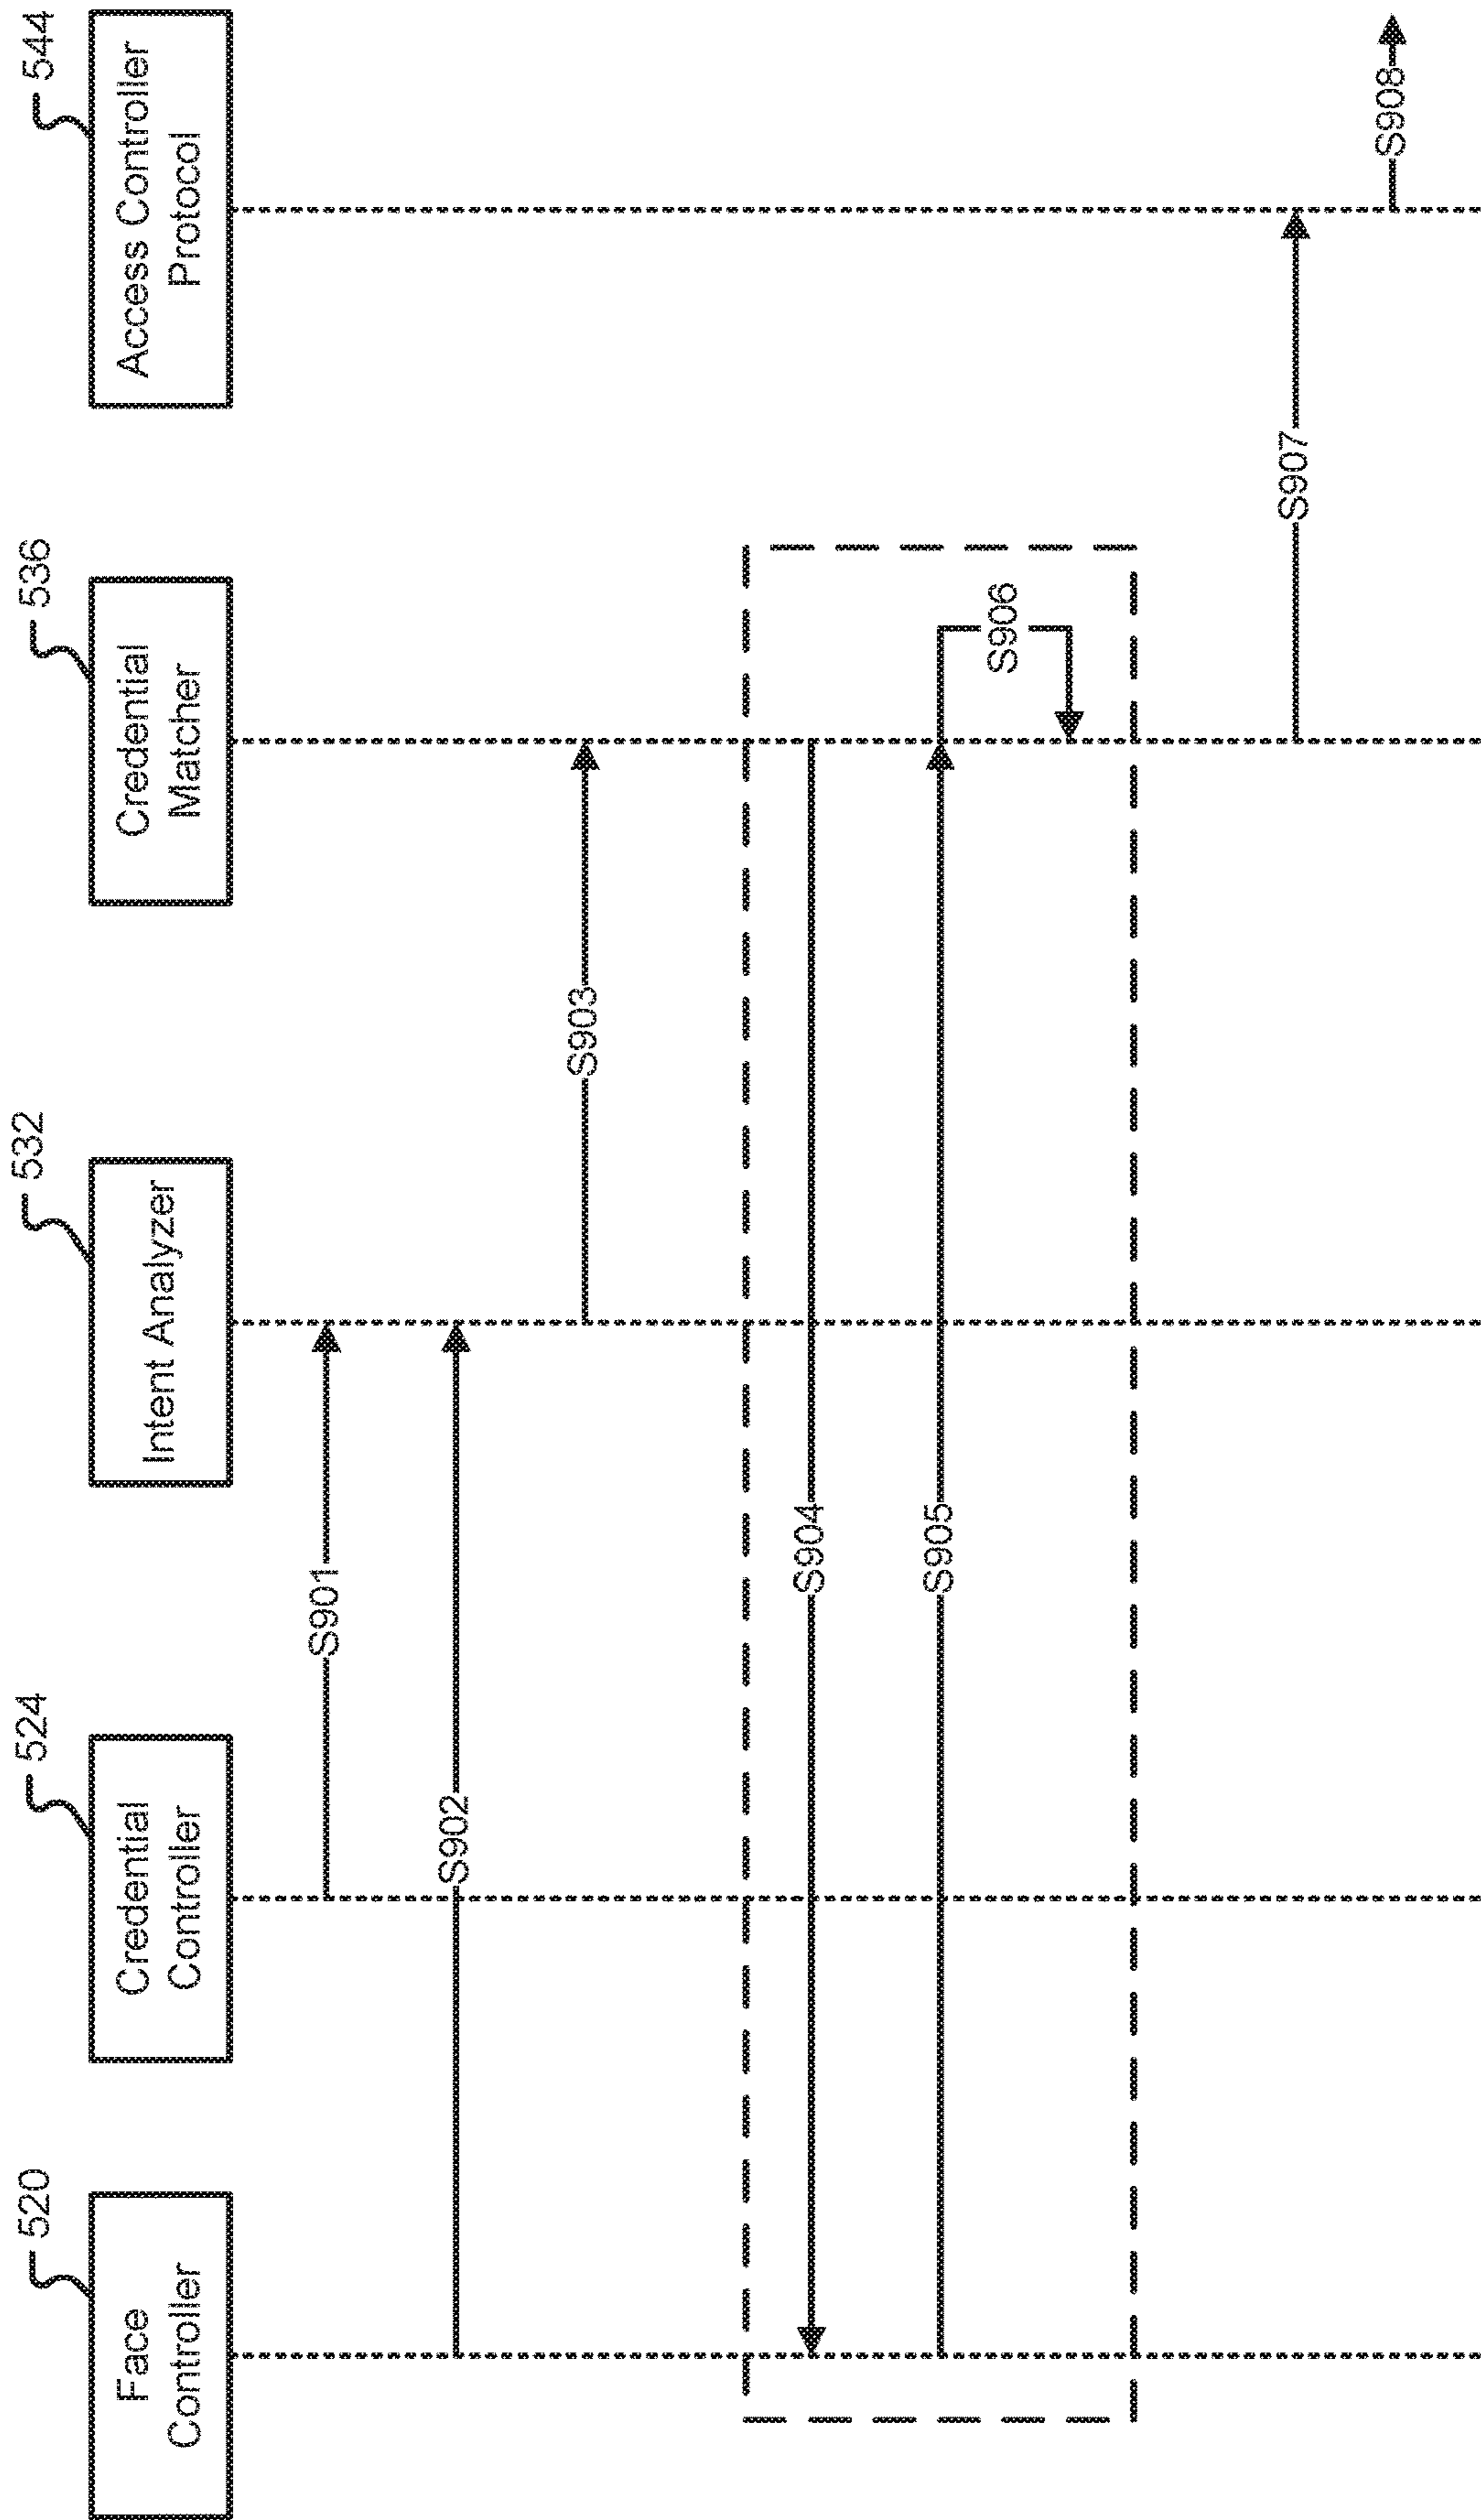 520
Face
Controller
524
Credential
Controller
532
Intent Analyzer
536
Credential
Matcher
544
Access Controller
Protocol
S901
S902
S903
S904
S905
S906
S907
S908